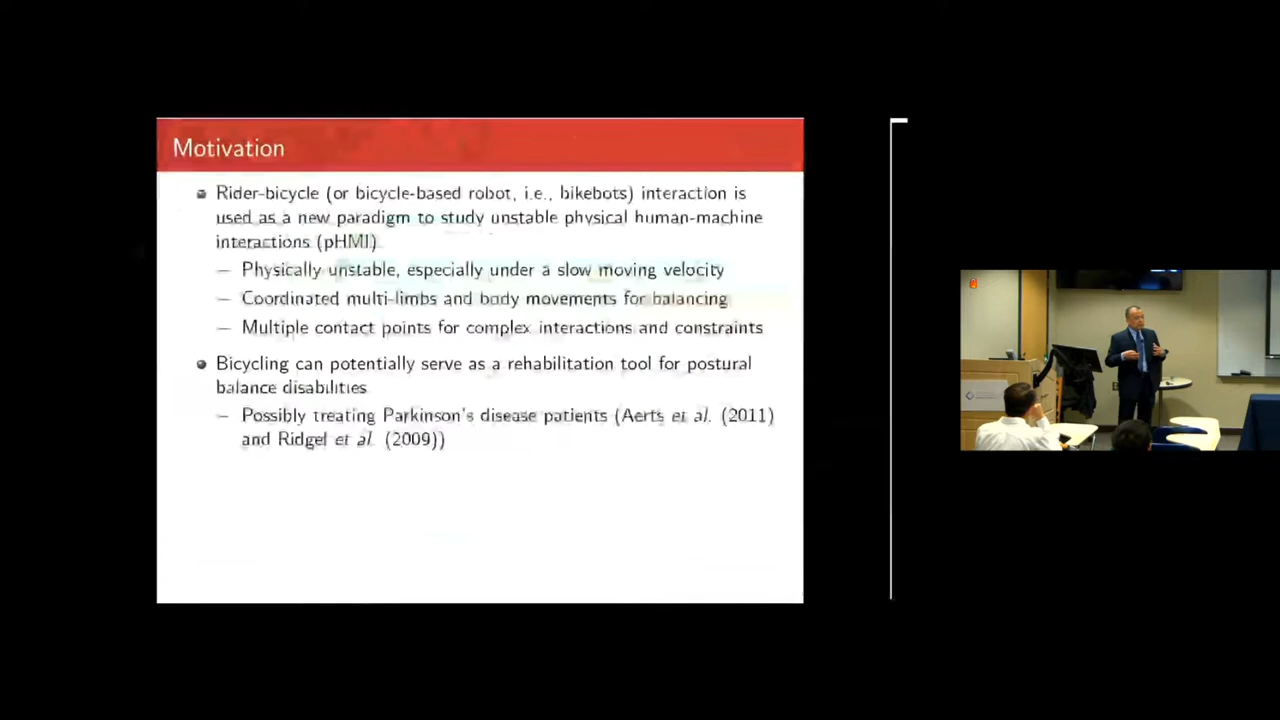 Motivation
Rider-bicycle (or bicycle-based robot, i.e., bikebots) interaction is
used as a new paradigm to study unstable physical human-machine
interactions (pHMI)
– Physically unstable, especially under a slow moving velocity
– Coordinated multi-limbs and body movements for balancing
– Multiple contact points for complex interactions and constraints
Bicycling can potentially serve as a rehabilitation tool for postural
balance disabilities
– Possibly treating Parkinson's disease patients (Aerts et al. (2011)
and Ridgel et al. (2009))